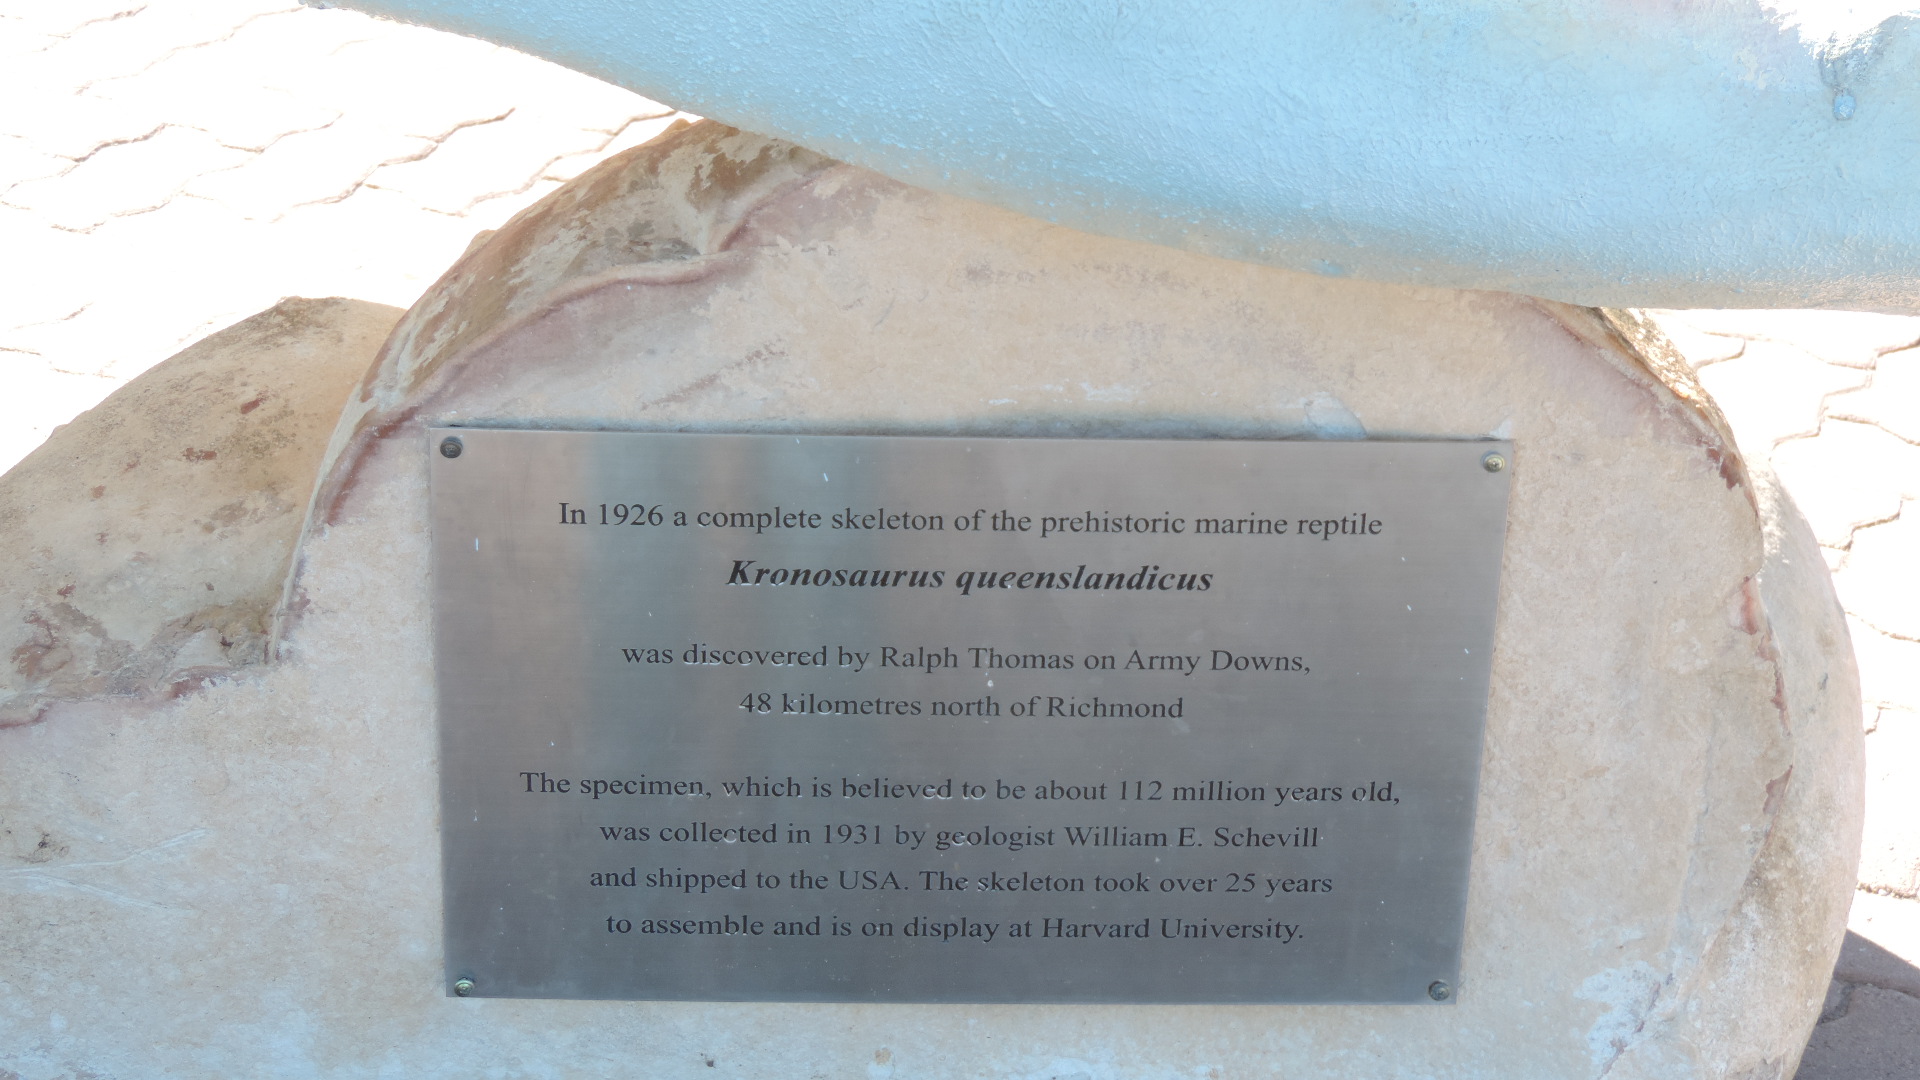 In 1926 a complete skeleton of the prehistoric marine reptile
Kronosaurus queenslandicus
was discovered by Ralph Thomas on Army Downs,
48 kilometres north of Richmond
The specimen, which is believed to be about 112 million years old,
was collected in 1931 by geologist William E. Schevill
and shipped to the USA. The skeleton took over 25 years
to assemble and is on display at Harvard University.